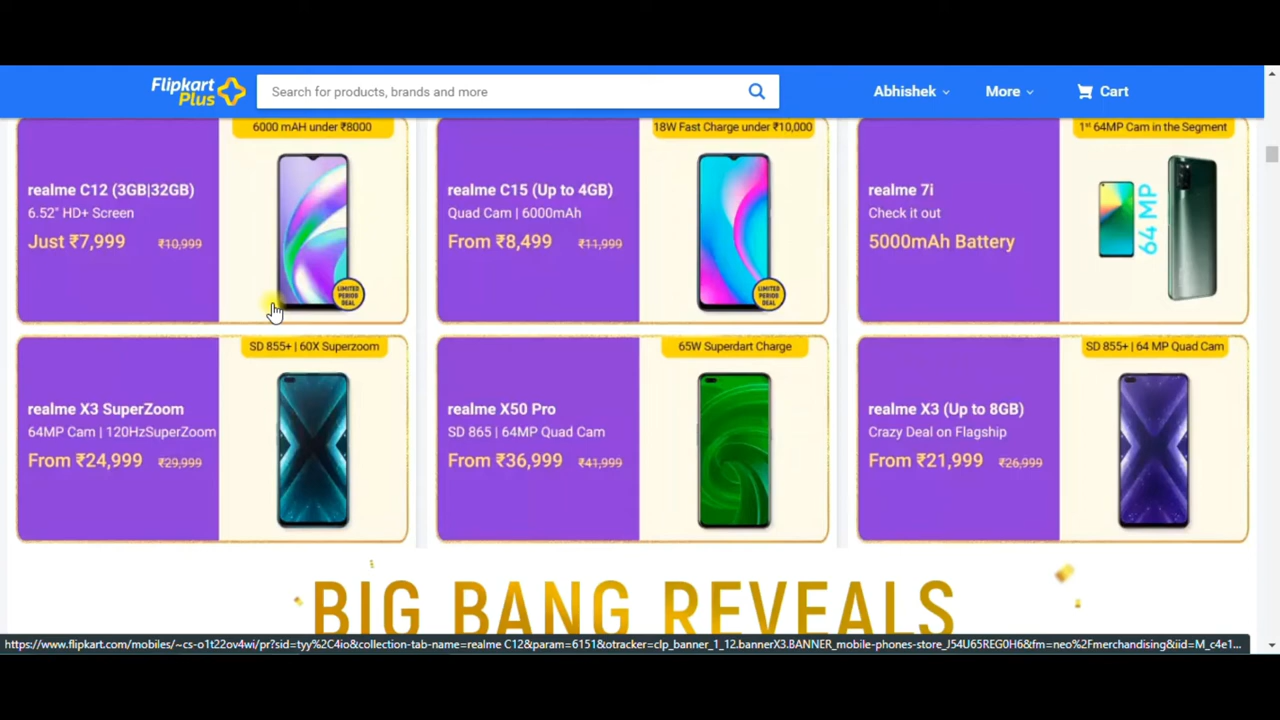 Flipkart
Plus
Search for products, brands and more
Abhishek
More
Cart
6000 mAH under ₹8000
realme C12 (3GB|32GB)
6.52" HD+ Screen
Just ₹7,999 ₹10,999
LIMITED
PERIOD
DEAL
18W Fast Charge under ₹10,000
realme C15 (Up to 4GB)
Quad Cam | 6000mAh
From ₹8,499 ₹11,999
LIMITED
PERIOD
DEAL
1st 64MP Cam in the Segment
realme 7i
Check it out
5000mAh Battery
64 MP
SD 855+ | 60X Superzoom
realme X3 SuperZoom
64MP Cam | 120HzSuperZoom
From ₹24,999 ₹29,999
65W Superdart Charge
realme X50 Pro
SD 865 | 64MP Quad Cam
From ₹36,999 ₹41,999
SD 855+ | 64 MP Quad Cam
realme X3 (Up to 8GB)
Crazy Deal on Flagship
From ₹21,999 ₹26,999
BIG BANG REVEALS
https://www.flipkart.com/mobiles/~cs-o1t22ov4wi/pr?sid=tyy%2C4io&collection-tab-name=realme C12&param=6151&otracker=clp_banner_1_12.bannerX3.BANNER_mobile-phones-store_J54U65REG0H6&fm=neo%2Fmerchandising&iid=M_c4e1...